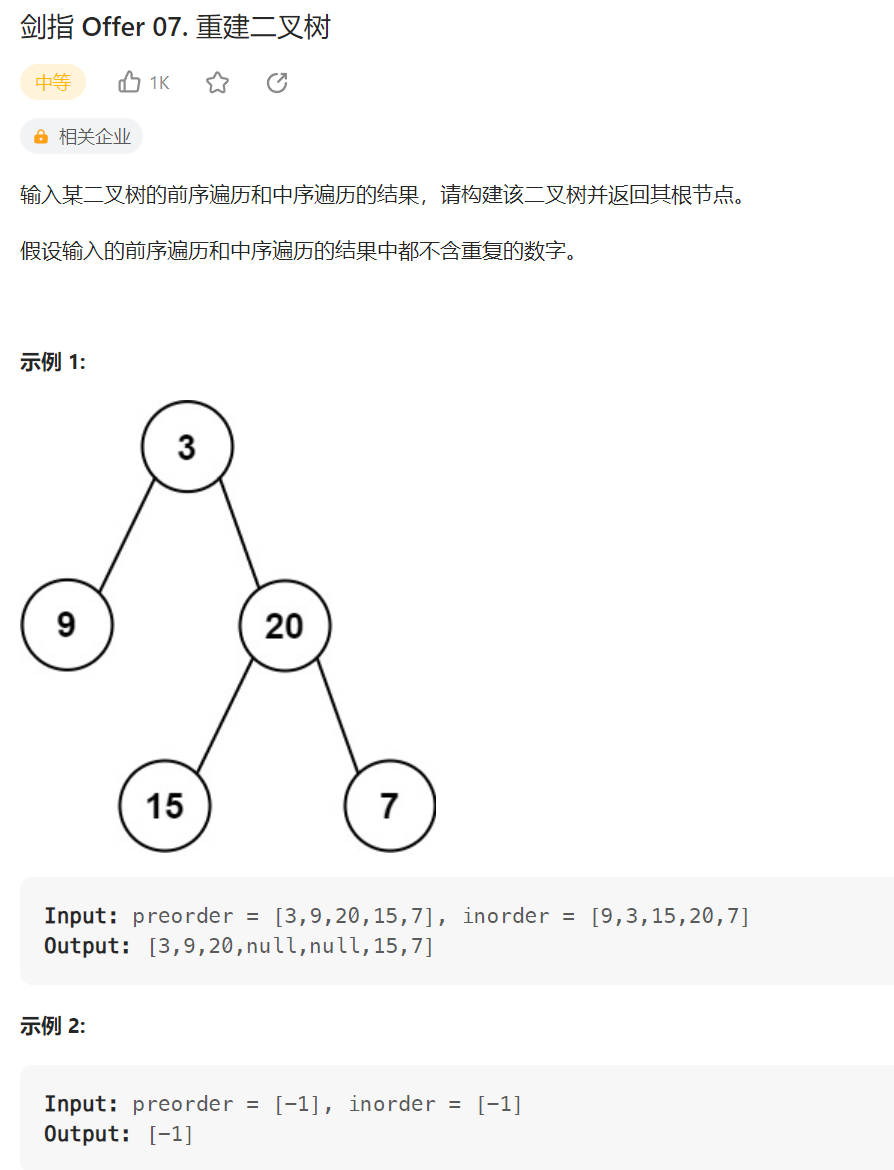 剑指 Offer 07. 重建二叉树
中等 1K
相关企业
输入某二叉树的前序遍历和中序遍历的结果，请构建该二叉树并返回其根节点。
假设输入的前序遍历和中序遍历的结果中都不含重复的数字。
示例 1:
3
9 20
15 7
Input: preorder = [3,9,20,15,7], inorder = [9,3,15,20,7]
Output: [3,9,20,null,null,15,7]
示例 2:
Input: preorder = [-1], inorder = [-1]
Output: [-1]